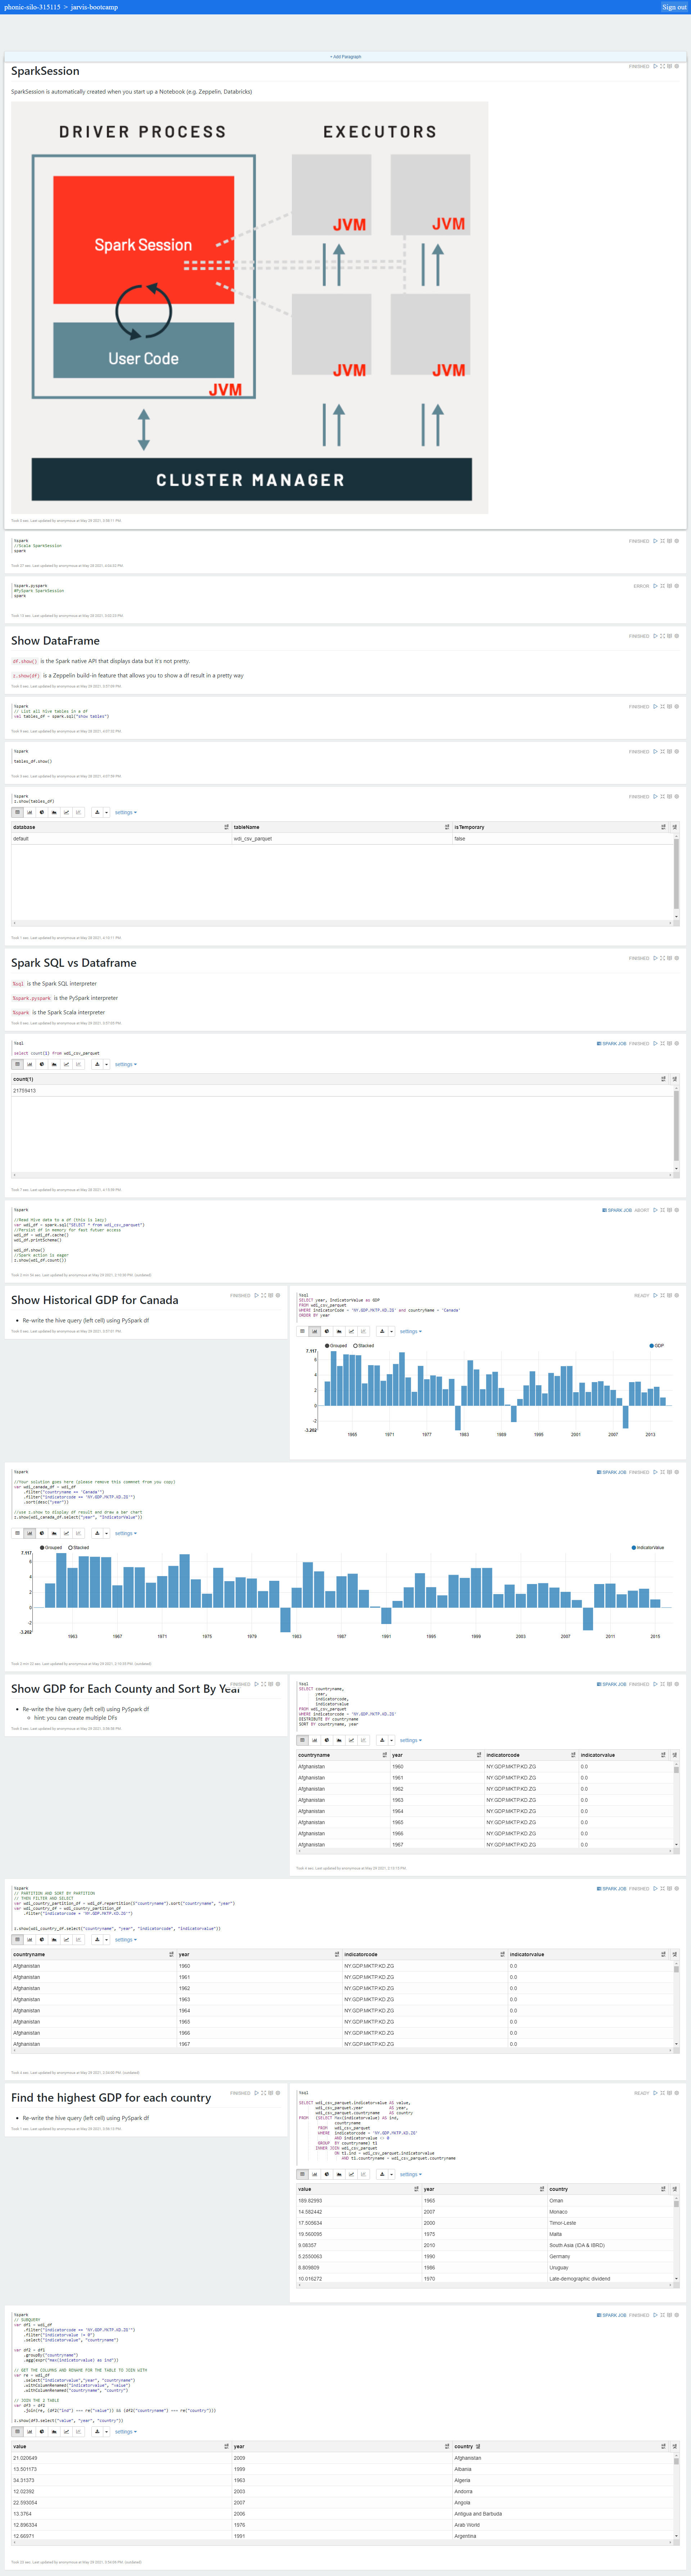 phonic-silo-315115 > jarvis-bootcamp
Sign out
+ Add Paragraph
SparkSession
FINISHED
SparkSession is automatically created when you start up a Notebook (e.g. Zeppelin, Databricks)
DRIVER PROCESS
EXECUTORS
Spark Session
User Code
JVM
JVM
JVM
JVM
JVM
CLUSTER MANAGER
%spark
//Scala SparkSession
spark
FINISHED
%spark.pyspark
#PySpark SparkSession
spark
ERROR
Show DataFrame
FINISHED
df.show() is the Spark native API that displays data but it's not pretty.
z.show(df) is a Zeppelin build-in feature that allows you to show a df result in a pretty way
%spark
// List all hive tables in a df
val tables_df = spark.sql("show tables")
FINISHED
%spark
tables_df.show()
FINISHED
%spark
z.show(tables_df)
FINISHED
settings
database tableName isTemporary
default wdi_csv_parquet false
Spark SQL vs Dataframe
FINISHED
%sql is the Spark SQL interpreter
%spark.pyspark is the PySpark interpreter
%spark is the Spark Scala interpreter
%sql
select count(1) from wdi_csv_parquet
SPARK JOB FINISHED
settings
count(1)
21759413
%spark
//Read Hive data to a df (this is lazy)
var wdi_df = spark.sql("SELECT * from wdi_csv_parquet")
//Persist df in memory for fast futuer access
wdi_df = wdi_df.cache()
wdi_df.printSchema()
wdi_df.show()
//Spark action is eager
z.show(wdi_df.count())
SPARK JOB ABORT
Show Historical GDP for Canada
FINISHED
Re-write the hive query (left cell) using PySpark df
%sql
SELECT year, IndicatorValue as GDP
FROM wdi_csv_parquet
WHERE indicatorCode = 'NY.GDP.MKTP.KD.ZG' and countryName = 'Canada'
ORDER BY year
READY
settings
Grouped Stacked GDP
7.117
6
4
2
0
-2
-3.202
1965 1971 1977 1983 1989 1995 2001 2007 2013
%spark
//Your solution goes here (please remove this commnet from you copy)
var wdi_canada_df = wdi_df
.filter("countryname == 'Canada'")
.filter("indicatorcode == 'NY.GDP.MKTP.KD.ZG'")
.sort(desc("year"))
//use z.show to display df result and draw a bar chart
z.show(wdi_canada_df.select("year", "IndicatorValue"))
SPARK JOB FINISHED
settings
Grouped Stacked IndicatorValue
7.117
6
4
2
0
-2
-3.202
1963 1967 1971 1975 1979 1983 1987 1991 1995 1999 2003 2007 2011 2015
Show GDP for Each County and Sort By Year
FINISHED
Re-write the hive query (left cell) using PySpark df
hint: you can create multiple DFs
%sql
SELECT countryname,
year,
indicatorcode,
indicatorvalue
FROM wdi_csv_parquet
WHERE indicatorcode = 'NY.GDP.MKTP.KD.ZG'
DISTRIBUTE BY countryname
SORT BY countryname, year
SPARK JOB FINISHED
settings
countryname year indicatorcode indicatorvalue
Afghanistan 1960 NY.GDP.MKTP.KD.ZG 0.0
Afghanistan 1961 NY.GDP.MKTP.KD.ZG 0.0
Afghanistan 1962 NY.GDP.MKTP.KD.ZG 0.0
Afghanistan 1963 NY.GDP.MKTP.KD.ZG 0.0
Afghanistan 1964 NY.GDP.MKTP.KD.ZG 0.0
Afghanistan 1965 NY.GDP.MKTP.KD.ZG 0.0
Afghanistan 1966 NY.GDP.MKTP.KD.ZG 0.0
Afghanistan 1967 NY.GDP.MKTP.KD.ZG 0.0
%spark
// PARTITION AND SORT BY PARTITION
// THEN FILTER AND SELECT
var wdi_country_partition_df = wdi_df.repartition($"countryname").sort("countryname", "year")
var wdi_country_df = wdi_country_partition_df
.filter("indicatorcode = 'NY.GDP.MKTP.KD.ZG'")
z.show(wdi_country_df.select("countryname", "year", "indicatorcode", "indicatorvalue"))
SPARK JOB FINISHED
settings
countryname year indicatorcode indicatorvalue
Afghanistan 1960 NY.GDP.MKTP.KD.ZG 0.0
Afghanistan 1961 NY.GDP.MKTP.KD.ZG 0.0
Afghanistan 1962 NY.GDP.MKTP.KD.ZG 0.0
Afghanistan 1963 NY.GDP.MKTP.KD.ZG 0.0
Afghanistan 1964 NY.GDP.MKTP.KD.ZG 0.0
Afghanistan 1965 NY.GDP.MKTP.KD.ZG 0.0
Afghanistan 1966 NY.GDP.MKTP.KD.ZG 0.0
Afghanistan 1967 NY.GDP.MKTP.KD.ZG 0.0
Find the highest GDP for each country
FINISHED
Re-write the hive query (left cell) using PySpark df
%sql
SELECT wdi_csv_parquet.indicatorvalue AS value,
wdi_csv_parquet.year AS year,
wdi_csv_parquet.countryname AS country
FROM (SELECT Max(indicatorvalue) AS ind,
countryname
FROM wdi_csv_parquet
WHERE indicatorcode = 'NY.GDP.MKTP.KD.ZG'
AND indicatorvalue <> 0
GROUP BY countryname) t1
INNER JOIN wdi_csv_parquet
ON t1.ind = wdi_csv_parquet.indicatorvalue
AND t1.countryname = wdi_csv_parquet.countryname
READY
settings
value year country
189.82993 1965 Oman
14.582442 2007 Monaco
17.505634 2000 Timor-Leste
19.560095 1975 Malta
9.08357 2010 South Asia (IDA & IBRD)
5.2550063 1990 Germany
8.809809 1986 Uruguay
10.016272 1970 Late-demographic dividend
%spark
// SUBQUERY
var df1 = wdi_df
.filter("indicatorcode == 'NY.GDP.MKTP.KD.ZG'")
.filter("indicatorvalue != 0")
.select("indicatorvalue", "countryname")
var df2 = df1
.groupBy("countryname")
.agg(expr("max(indicatorvalue) as ind"))
// GET THE COLUMNS AND RENAME FOR THE TABLE TO JOIN WITH
var re = wdi_df
.select("indicatorvalue","year", "countryname")
.withColumnRenamed("indicatorvalue", "value")
.withColumnRenamed("countryname", "country")
// JOIN THE 2 TABLE
var df3 = df2
.join(re, (df2("ind") === re("value")) && (df2("countryname") === re("country")))
z.show(df3.select("value", "year", "country"))
SPARK JOB FINISHED
settings
value year country
21.020649 2009 Afghanistan
13.501173 1999 Albania
34.31373 1963 Algeria
12.02392 2003 Andorra
22.593054 2007 Angola
13.3764 2006 Antigua and Barbuda
12.896334 1976 Arab World
12.66971 1991 Argentina